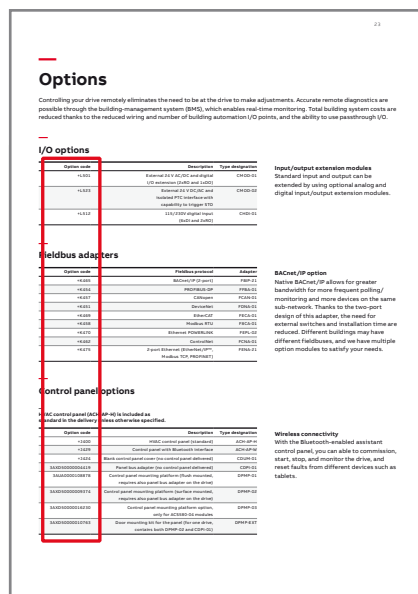 23
Options
Controlling your drive remotely eliminates the need to be at the drive to make adjustments. Accurate remote diagnostics are
possible through the building-management system (BMS), which enables real-time monitoring. Total building system costs are
reduced thanks to the reduced wiring and number of building automation I/O points, and the ability to use passthrough I/O.
I/O options
Option code Description Type designation
+L501 External 24 V AC/DC and digital CMOD-01
I/O extension (2xRO and 1xDO)
+L523 External 24 V DC/DC and CMOD-02
isolated PTC interface with
capability to trigger STO
+L512 115/230V digital input CHDI-01
(6xDI and 2xRO)
Input/output extension modules
Standard input and output can be
extended by using optional analog and
digital input/output extension modules.
Fieldbus adapters
Option code Fieldbus protocol Adapter
+K465 BACnet/IP (2-port) FBIP-21
+K454 PROFIBUS-DP FPBA-01
+K457 CANopen FCAN-01
+K451 DeviceNet FDNA-01
+K469 EtherCAT FECA-01
+K458 Modbus RTU FSCA-01
+K470 Ethernet POWERLINK FEPL-02
+K462 ControlNet FCNA-01
+K475 2-port Ethernet (EtherNet/IP™, FENA-21
Modbus TCP, PROFINET)
BACnet/IP option
Native BACnet/IP allows for greater
bandwidth for more frequent polling/
monitoring and more devices on the same
sub-network. Thanks to the two-port
design of this adapter, the need for
external switches and installation time are
reduced. Different buildings may have
different fieldbuses, and we have multiple
option modules to satisfy your needs.
Control panel options
HVAC control panel (ACH-AP-H) is included as
standard in the delivery unless otherwise specified.
Option code Description Type designation
+J400 HVAC control panel (standard) ACH-AP-H
+J429 Control panel with Bluetooth interface ACH-AP-W
+J424 Blank control panel cover (no control panel delivered) CDUM-01
Panel bus adapter (no control panel delivered) CDPI-01
Control panel mounting platform (flush mounted, DPMP-01
requires also panel bus adapter on the drive)
Control panel mounting platform (surface mounted, DPMP-02
requires also panel bus adapter on the drive)
Control panel mounting platform option, DPMP-03
only for ACS580-04 modules
Door mounting kit for the panel (for one drive, DPMP-EXT
contains both DPMP-02 and CDPI-01)
Wireless connectivity
With the Bluetooth-enabled assistant
control panel, you can able to commission,
start, stop, and monitor the drive, and
reset faults from different devices such as
tablets.